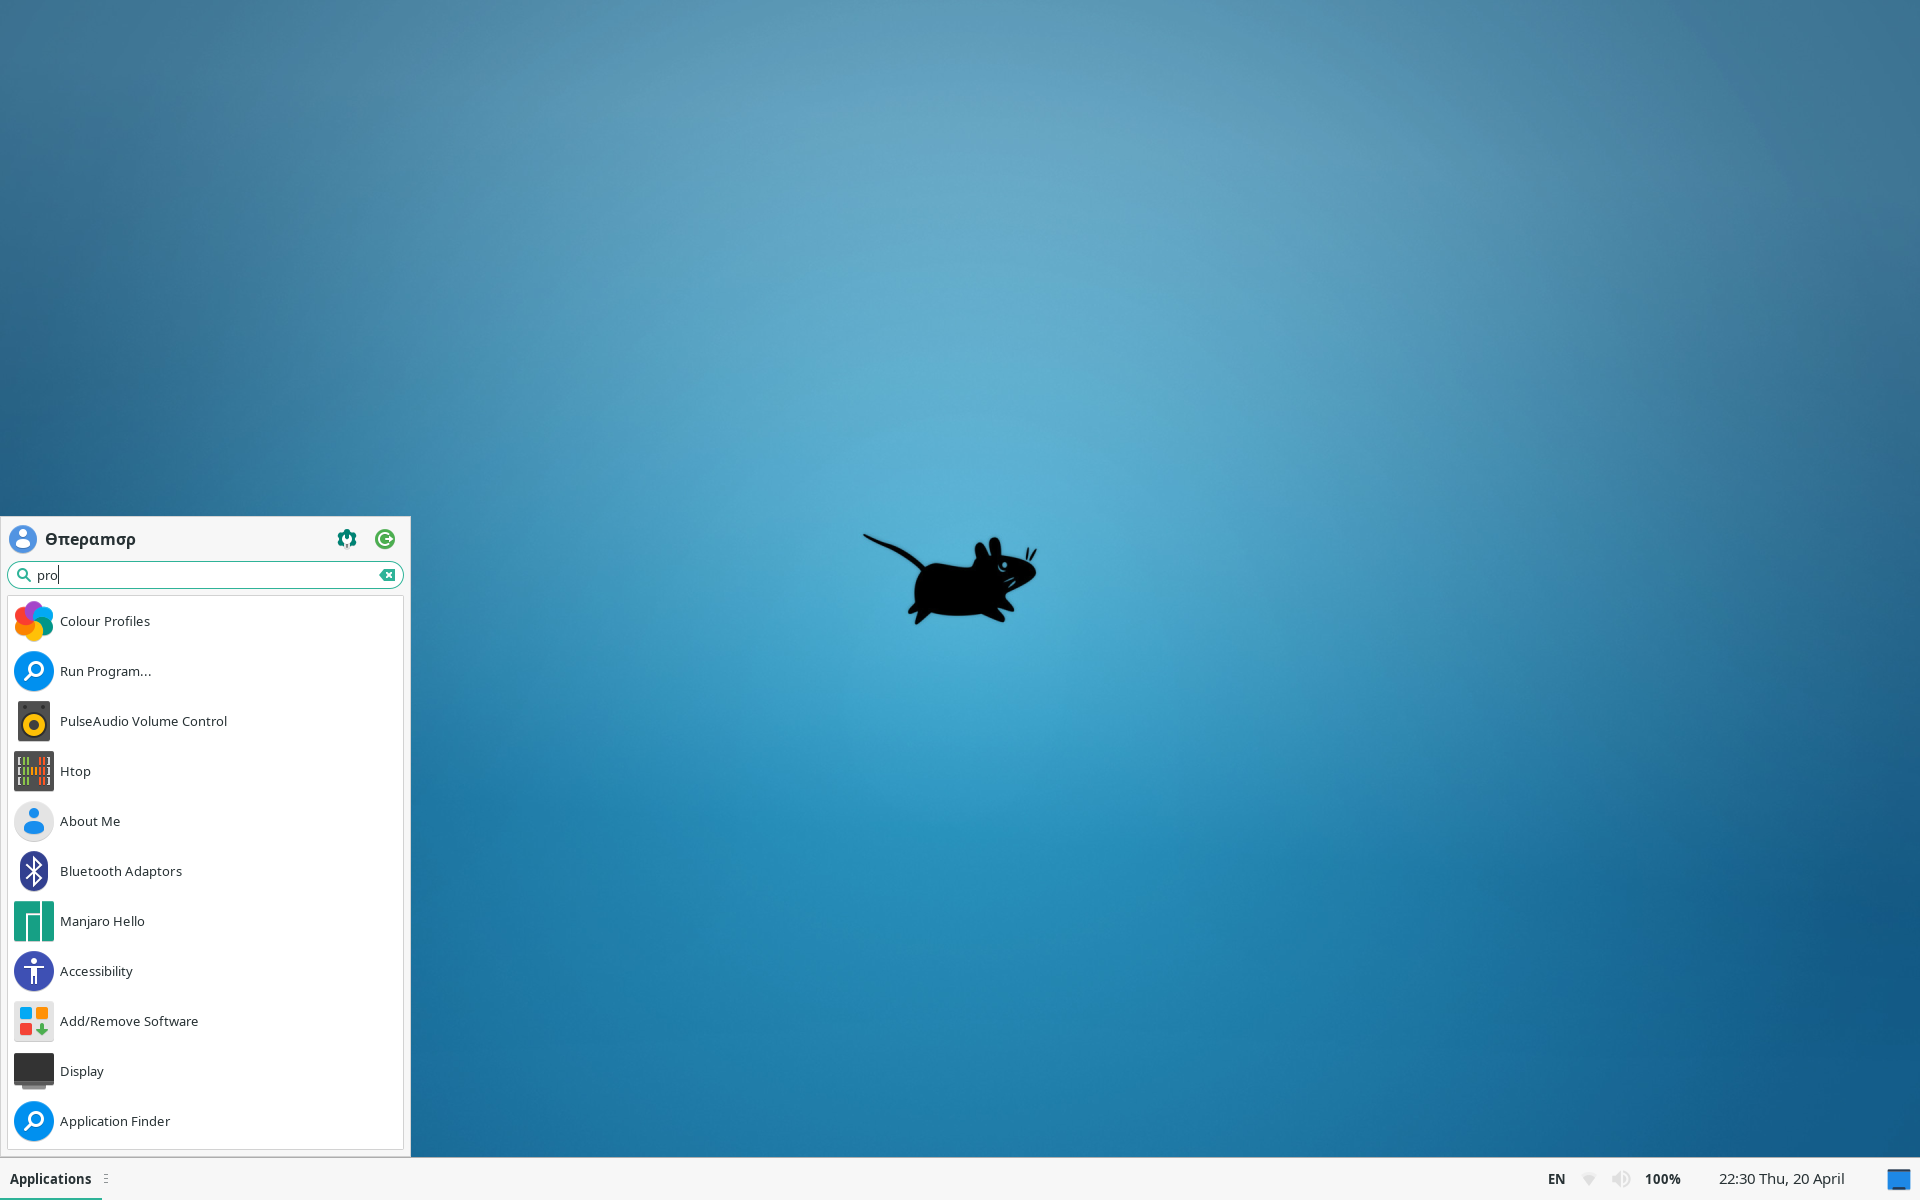 Θπεραmσρ
pro
Colour Profiles
Run Program...
PulseAudio Volume Control
Htop
About Me
Bluetooth Adaptors
Manjaro Hello
Accessibility
Add/Remove Software
Display
Application Finder
Applications EN 100% 22:30 Thu, 20 April